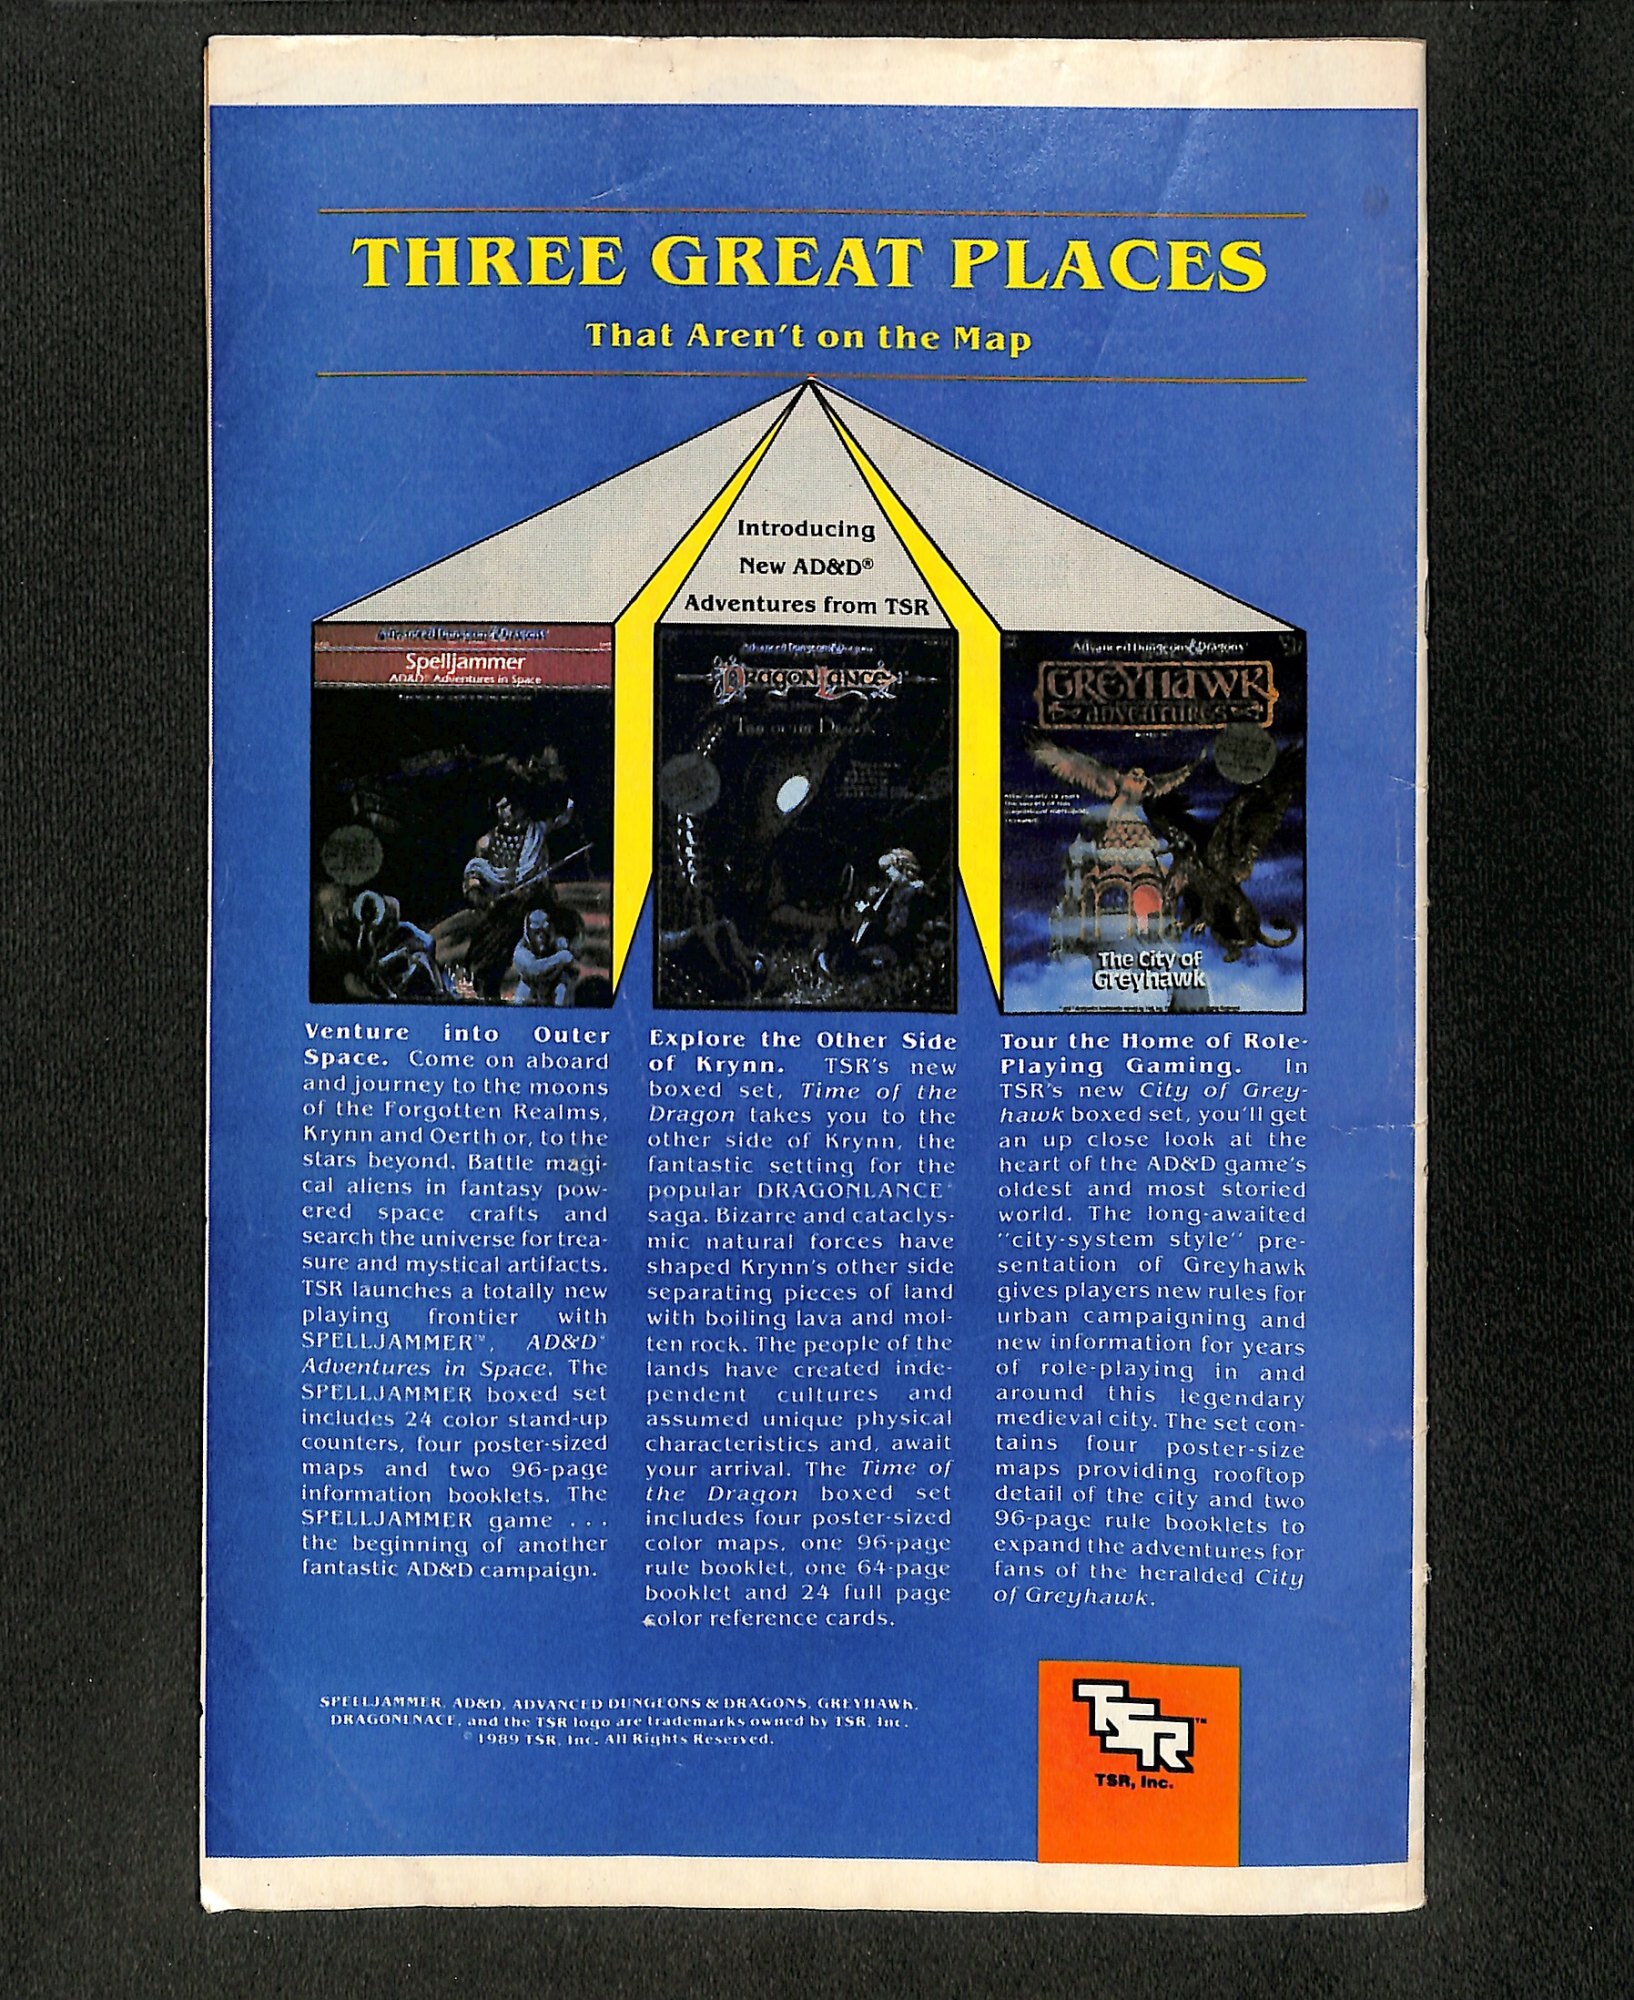 THREE GREAT PLACES
That Aren't on the Map
Introducing
New AD&D®
Adventures from TSR
Advanced Dungeons & Dragons
Spelljammer
AD&D® Adventures in Space
Advanced Dungeons & Dragons
DRAGONLANCE
Time of the Dragon
Advanced Dungeons & Dragons
GREYHAWK
ADVENTURES
The City of
Greyhawk
Venture into Outer
Space. Come on aboard
and journey to the moons
of the Forgotten Realms,
Krynn and Oerth or, to the
stars beyond. Battle magi-
cal aliens in fantasy pow-
ered space crafts and
search the universe for trea-
sure and mystical artifacts.
TSR launches a totally new
playing frontier with
SPELLJAMMER™, AD&D®
Adventures in Space. The
SPELLJAMMER boxed set
includes 24 color stand-up
counters, four poster-sized
maps and two 96-page
information booklets. The
SPELLJAMMER game . . .
the beginning of another
fantastic AD&D campaign.
Explore the Other Side
of Krynn. TSR's new
boxed set, Time of the
Dragon takes you to the
other side of Krynn, the
fantastic setting for the
popular DRAGONLANCE®
saga. Bizarre and cataclys-
mic natural forces have
shaped Krynn's other side
separating pieces of land
with boiling lava and mol-
ten rock. The people of the
lands have created inde-
pendent cultures and
assumed unique physical
characteristics and, await
your arrival. The Time of
the Dragon boxed set
includes four poster-sized
color maps, one 96-page
rule booklet, one 64-page
booklet and 24 full page
color reference cards.
Tour the Home of Role-
Playing Gaming. In
TSR's new City of Grey-
hawk boxed set, you'll get
an up close look at the
heart of the AD&D game's
oldest and most storied
world. The long-awaited
"city-system style" pre-
sentation of Greyhawk
gives players new rules for
urban campaigning and
new information for years
of role-playing in and
around this legendary
medieval city. The set con-
tains four poster-size
maps providing rooftop
detail of the city and two
96-page rule booklets to
expand the adventures for
fans of the heralded City
of Greyhawk.
SPELLJAMMER, AD&D, ADVANCED DUNGEONS & DRAGONS, GREYHAWK,
DRAGONLNACE, and the TSR logo are trademarks owned by TSR, Inc.
© 1989 TSR, Inc. All Rights Reserved.
TSR™
TSR, Inc.